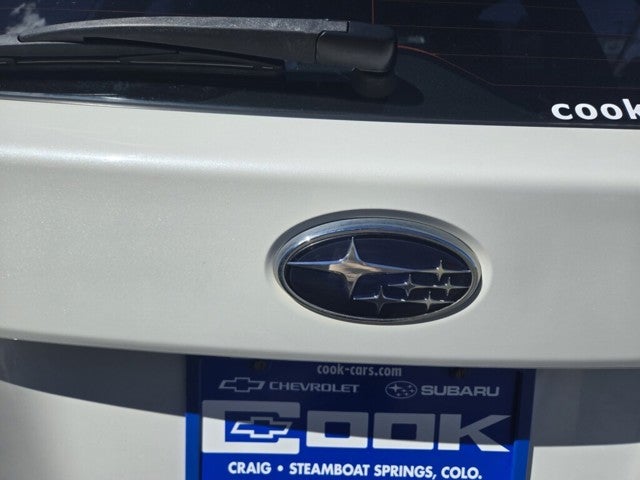 cook
cook-cars.com
CHEVROLET SUBARU
COOK
CRAIG • STEAMBOAT SPRINGS, COLO.